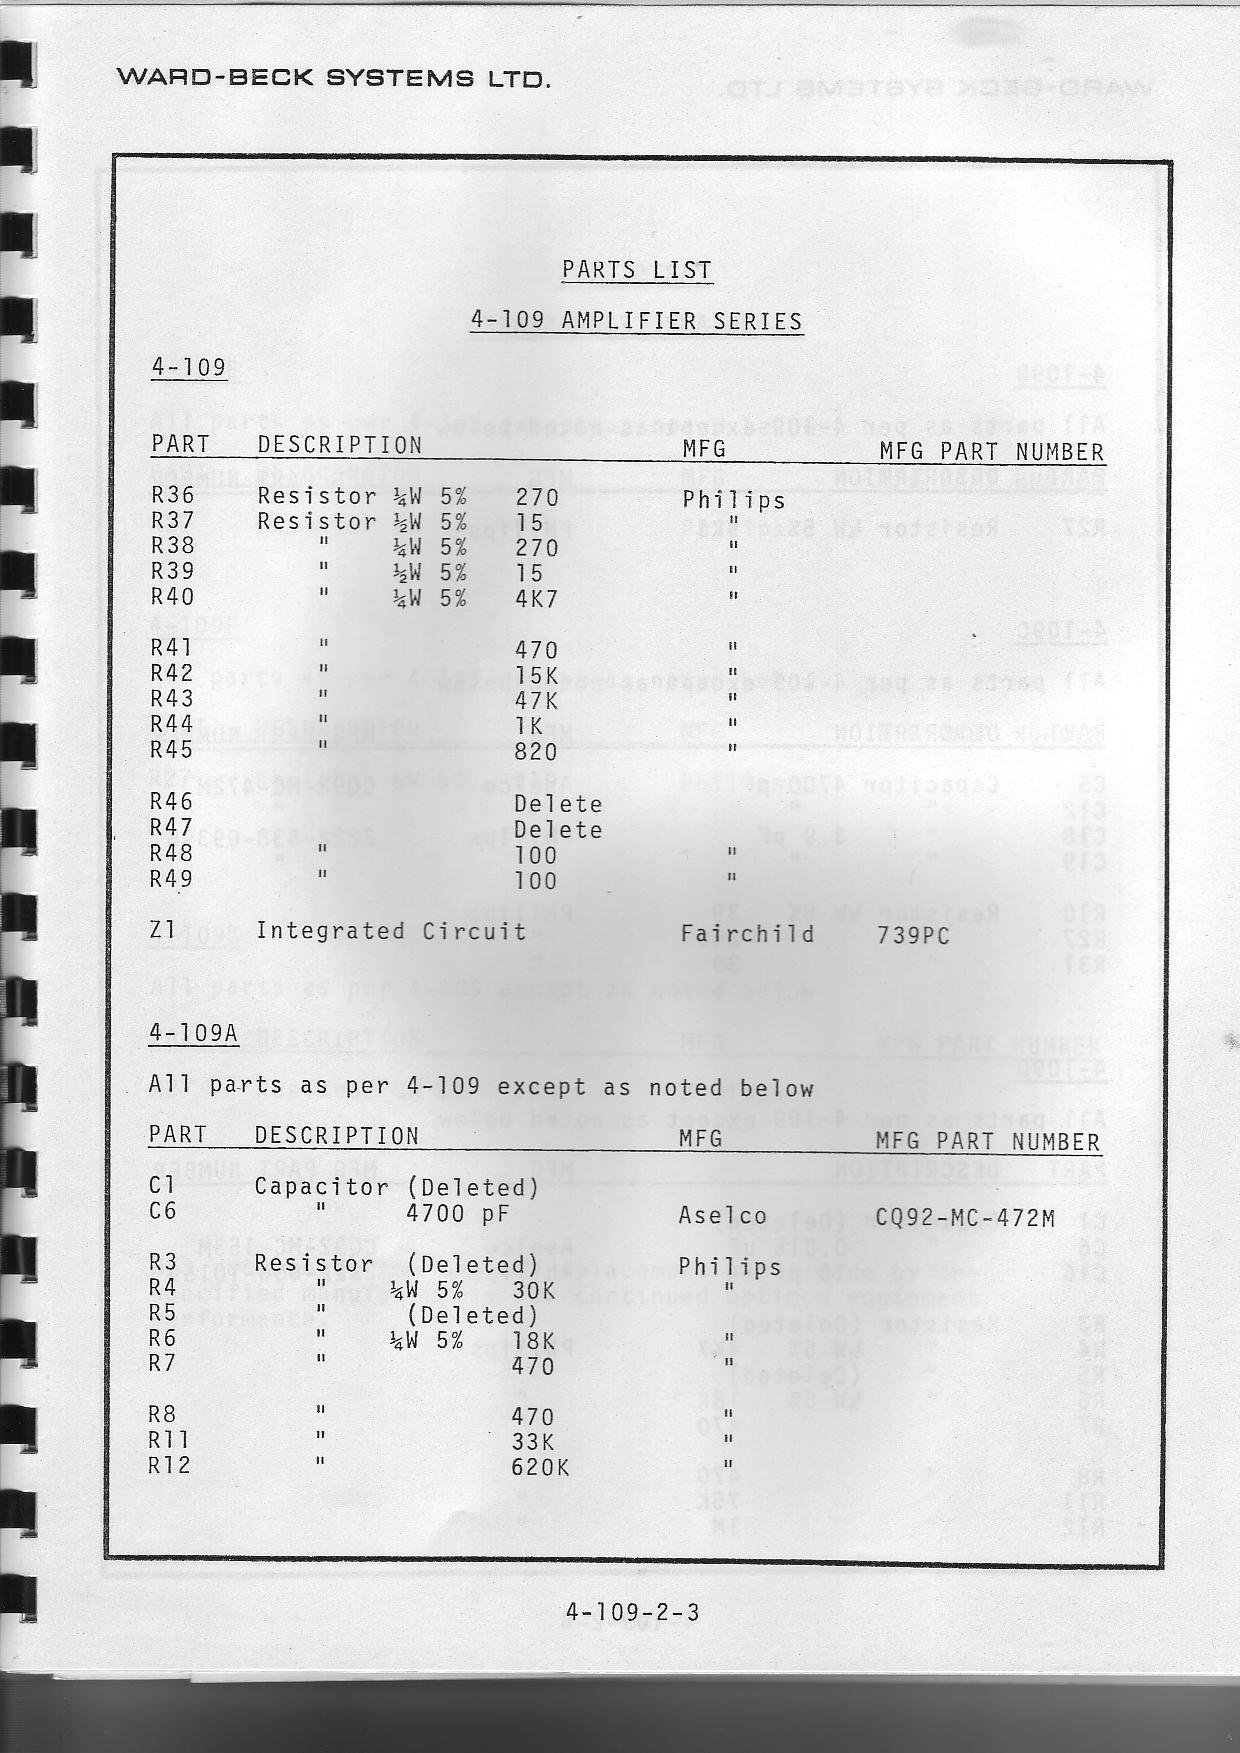 WARD-BECK SYSTEMS LTD.
PARTS LIST
4-109 AMPLIFIER SERIES
4-109
PART DESCRIPTION MFG MFG PART NUMBER
R36 Resistor ¼W 5% 270 Philips
R37 Resistor ½W 5% 15 "
R38 " ¼W 5% 270 "
R39 " ½W 5% 15 "
R40 " ¼W 5% 4K7 "
R41 " 470 "
R42 " 15K "
R43 " 47K "
R44 " 1K "
R45 " 820 "
R46 Delete
R47 Delete
R48 " 100 "
R49 " 100 "
Z1 Integrated Circuit Fairchild 739PC
4-109A
All parts as per 4-109 except as noted below
PART DESCRIPTION MFG MFG PART NUMBER
C1 Capacitor (Deleted)
C6 " 4700 pF Aselco CQ92-MC-472M
R3 Resistor (Deleted) Philips
R4 " ¼W 5% 30K "
R5 " (Deleted)
R6 " ¼W 5% 18K "
R7 " 470 "
R8 " 470 "
R11 " 33K "
R12 " 620K "
4-109-2-3